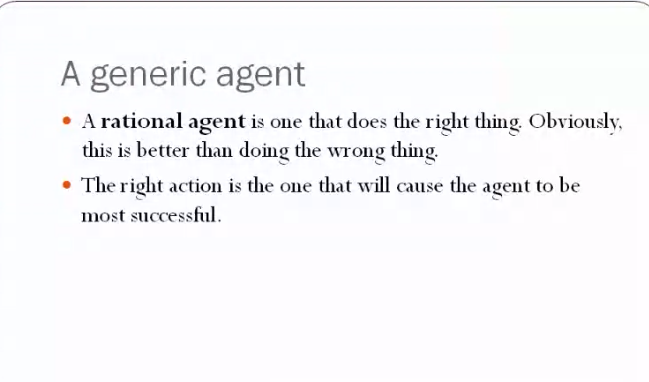 A generic agent
• A rational agent is one that does the right thing. Obviously,
this is better than doing the wrong thing.
• The right action is the one that will cause the agent to be
most successful.